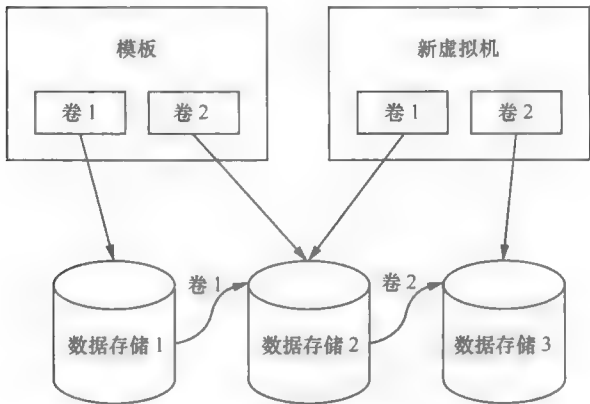 模板
新虚拟机
卷 1
卷 2
卷 1
卷 2
卷 1
卷 2
数据存储 1
数据存储 2
数据存储 3